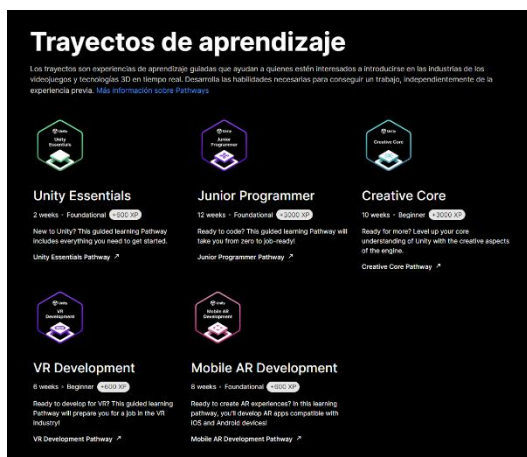 Trayectos de aprendizaje
Los trayectos son experiencias de aprendizaje guiadas que ayudan a quienes estén interesados a introducirse en las industrias de los
videojuegos y tecnologías 3D en tiempo real. Desarrolla las habilidades necesarias para conseguir un trabajo, independientemente de la
experiencia previa. Más información sobre Pathways
Unity
Unity
Essentials
Unity
Junior
Programmer
Unity
Creative Core
Unity Essentials
2 weeks • Foundational +600 XP
New to Unity? This guided learning Pathway
includes everything you need to get started.
Unity Essentials Pathway ↗
Junior Programmer
12 weeks • Foundational +3000 XP
Ready to code? This guided learning Pathway will
take you from zero to job-ready!
Junior Programmer Pathway ↗
Creative Core
10 weeks • Beginner +3000 XP
Ready for more? Level up your core
understanding of Unity with the creative aspects
of the engine.
Creative Core Pathway ↗
Unity
VR
Development
Unity
Mobile AR
Development
VR Development
6 weeks • Beginner +600 XP
Ready to develop for VR? This guided learning
Pathway will prepare you for a job in the VR
industry!
VR Development Pathway ↗
Mobile AR Development
8 weeks • Foundational +600 XP
Ready to create AR experiences? In this learning
pathway, you'll develop AR apps compatible with
iOS and Android devices!
Mobile AR Development Pathway ↗